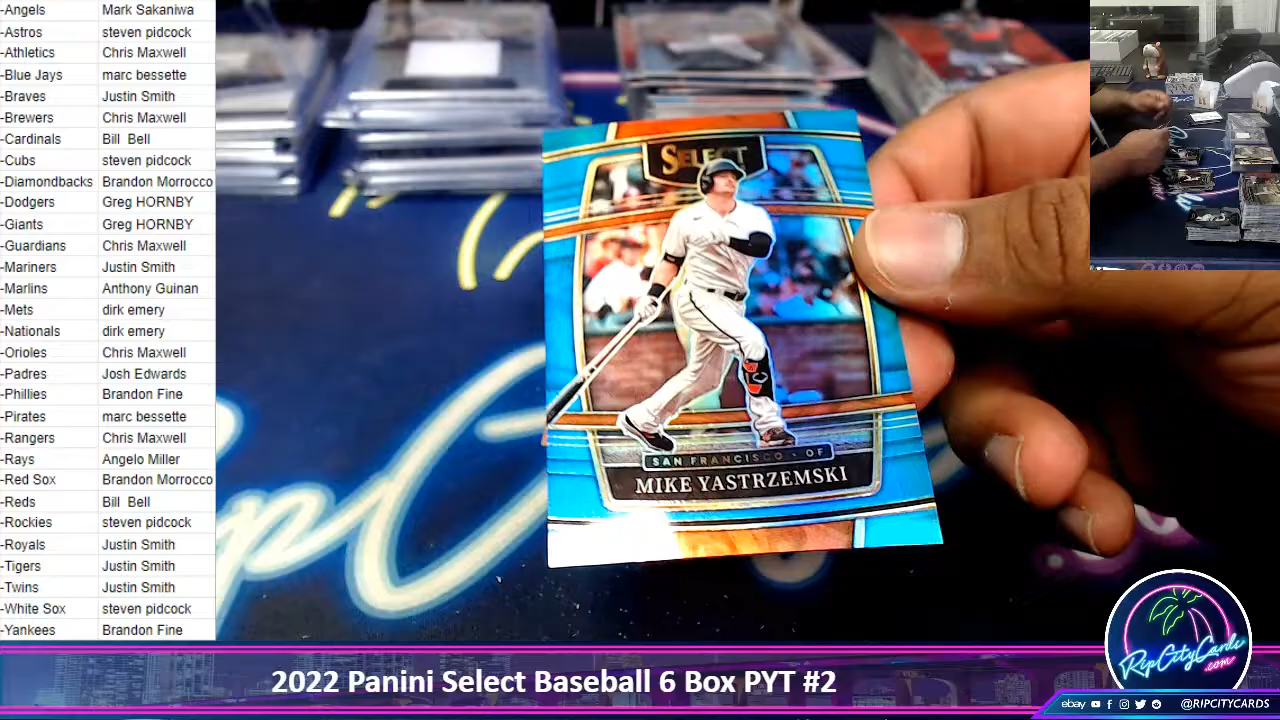 -Angels Mark Sakaniwa
-Astros steven pidcock
-Athletics Chris Maxwell
-Blue Jays marc bessette
-Braves Justin Smith
-Brewers Chris Maxwell
-Cardinals Bill Bell
-Cubs steven pidcock
-Diamondbacks Brandon Morrocco
-Dodgers Greg HORNBY
-Giants Greg HORNBY
-Guardians Chris Maxwell
-Mariners Justin Smith
-Marlins Anthony Guinan
-Mets dirk emery
-Nationals dirk emery
-Orioles Chris Maxwell
-Padres Josh Edwards
-Phillies Brandon Fine
-Pirates marc bessette
-Rangers Chris Maxwell
-Rays Angelo Miller
-Red Sox Brandon Morrocco
-Reds Bill Bell
-Rockies steven pidcock
-Royals Justin Smith
-Tigers Justin Smith
-Twins Justin Smith
-White Sox steven pidcock
-Yankees Brandon Fine
SELECT
SAN FRANCISCO - OF
MIKE YASTRZEMSKI
RipCityCards
.com
2022 Panini Select Baseball 6 Box PYT #2
ebay @RIPCITYCARDS